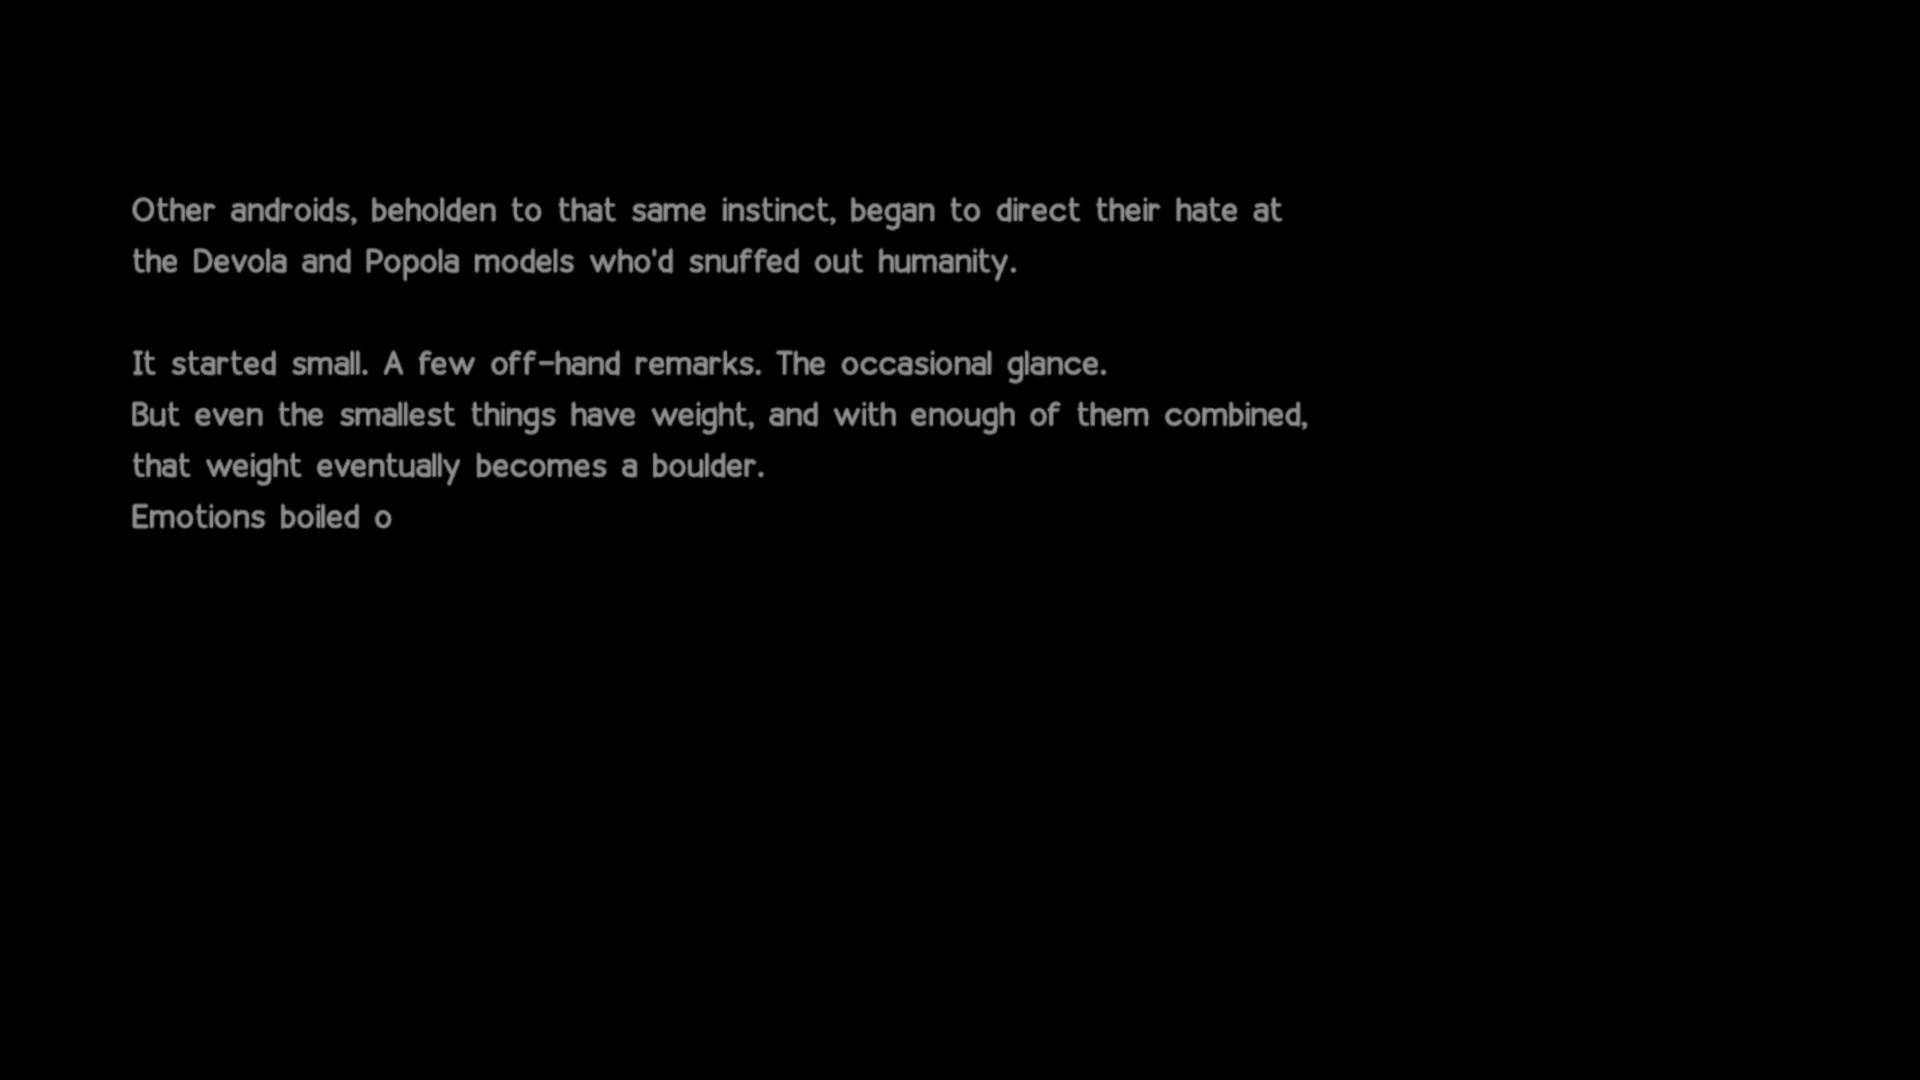 Other androids, beholden to that same instinct, began to direct their hate at
the Devola and Popola models who'd snuffed out humanity.
It started small. A few off-hand remarks. The occasional glance.
But even the smallest things have weight, and with enough of them combined,
that weight eventually becomes a boulder.
Emotions boiled o